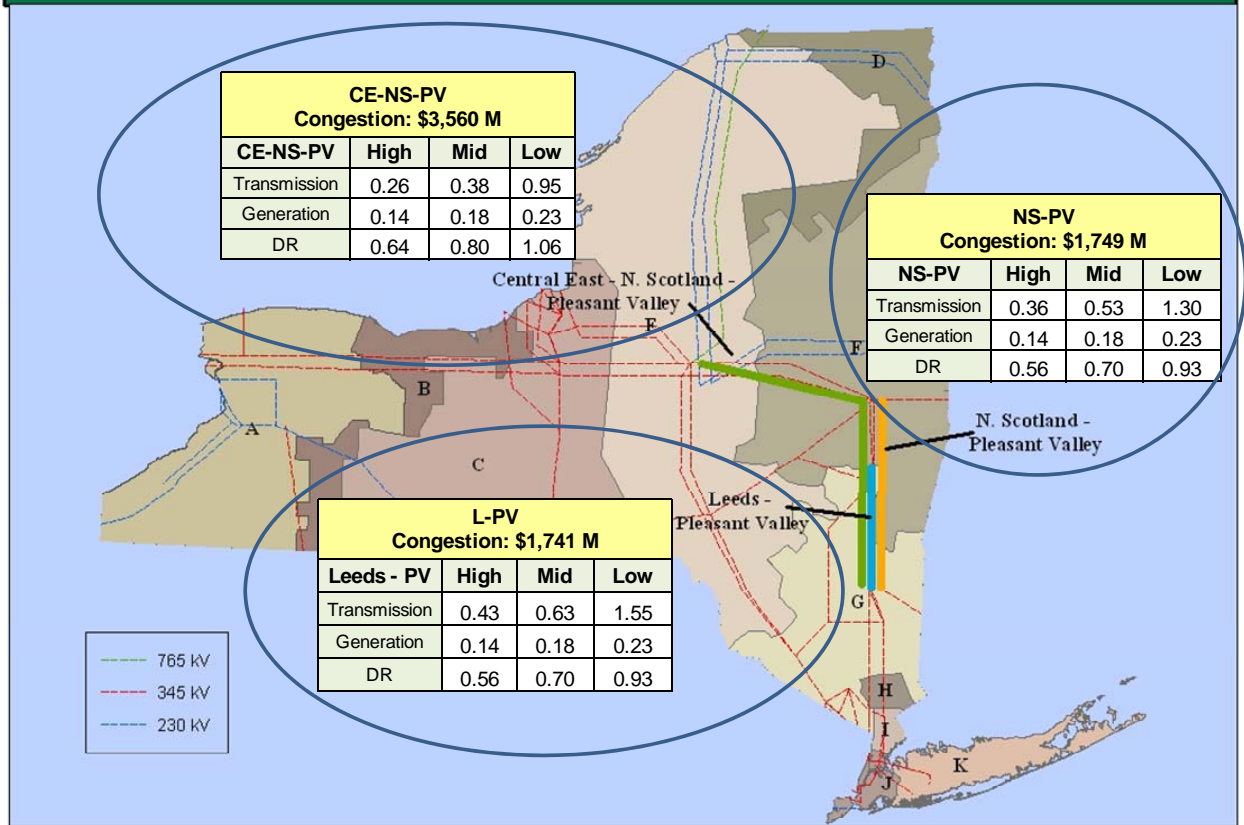 D
CE-NS-PV
Congestion: $3,560 M
CE-NS-PV High Mid Low
Transmission 0.26 0.38 0.95
Generation 0.14 0.18 0.23
DR 0.64 0.80 1.06
NS-PV
Congestion: $1,749 M
NS-PV High Mid Low
Transmission 0.36 0.53 1.30
Generation 0.14 0.18 0.23
DR 0.56 0.70 0.93
Central East - N. Scotland -
Pleasant Valley
E
F
B
A
C
N. Scotland -
Pleasant Valley
Leeds -
Pleasant Valley
L-PV
Congestion: $1,741 M
Leeds - PV High Mid Low
Transmission 0.43 0.63 1.55
Generation 0.14 0.18 0.23
DR 0.56 0.70 0.93
G
765 kV
345 kV
230 kV
H
I
K
J